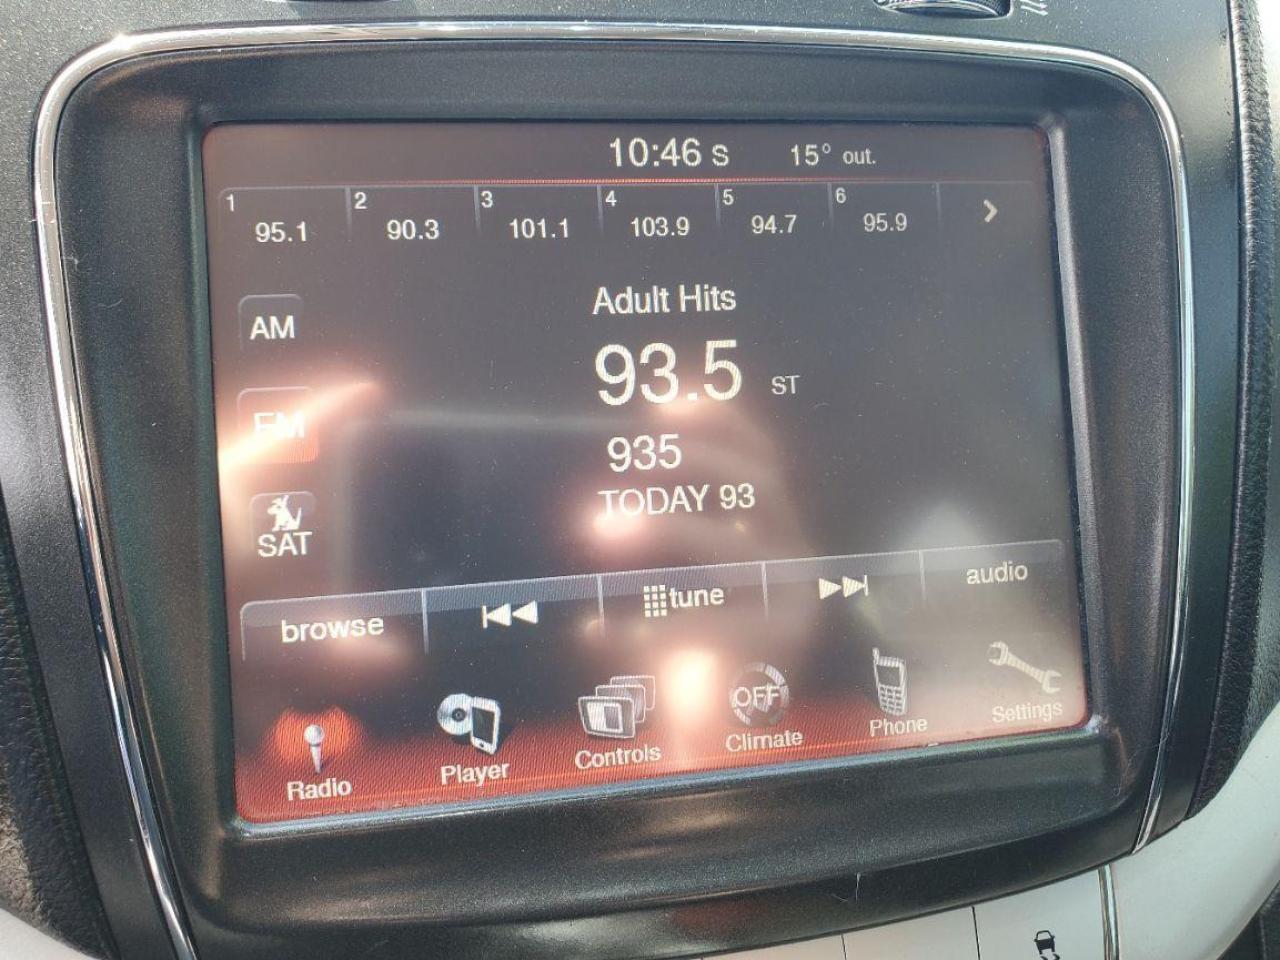 10:46 S 15° out.
1 2 3 4 5 6
95.1 90.3 101.1 103.9 94.7 95.9
Adult Hits
AM
93.5 ST
FM
935
TODAY 93
SAT
browse tune audio
OFF
Radio Player Controls Climate Phone Settings